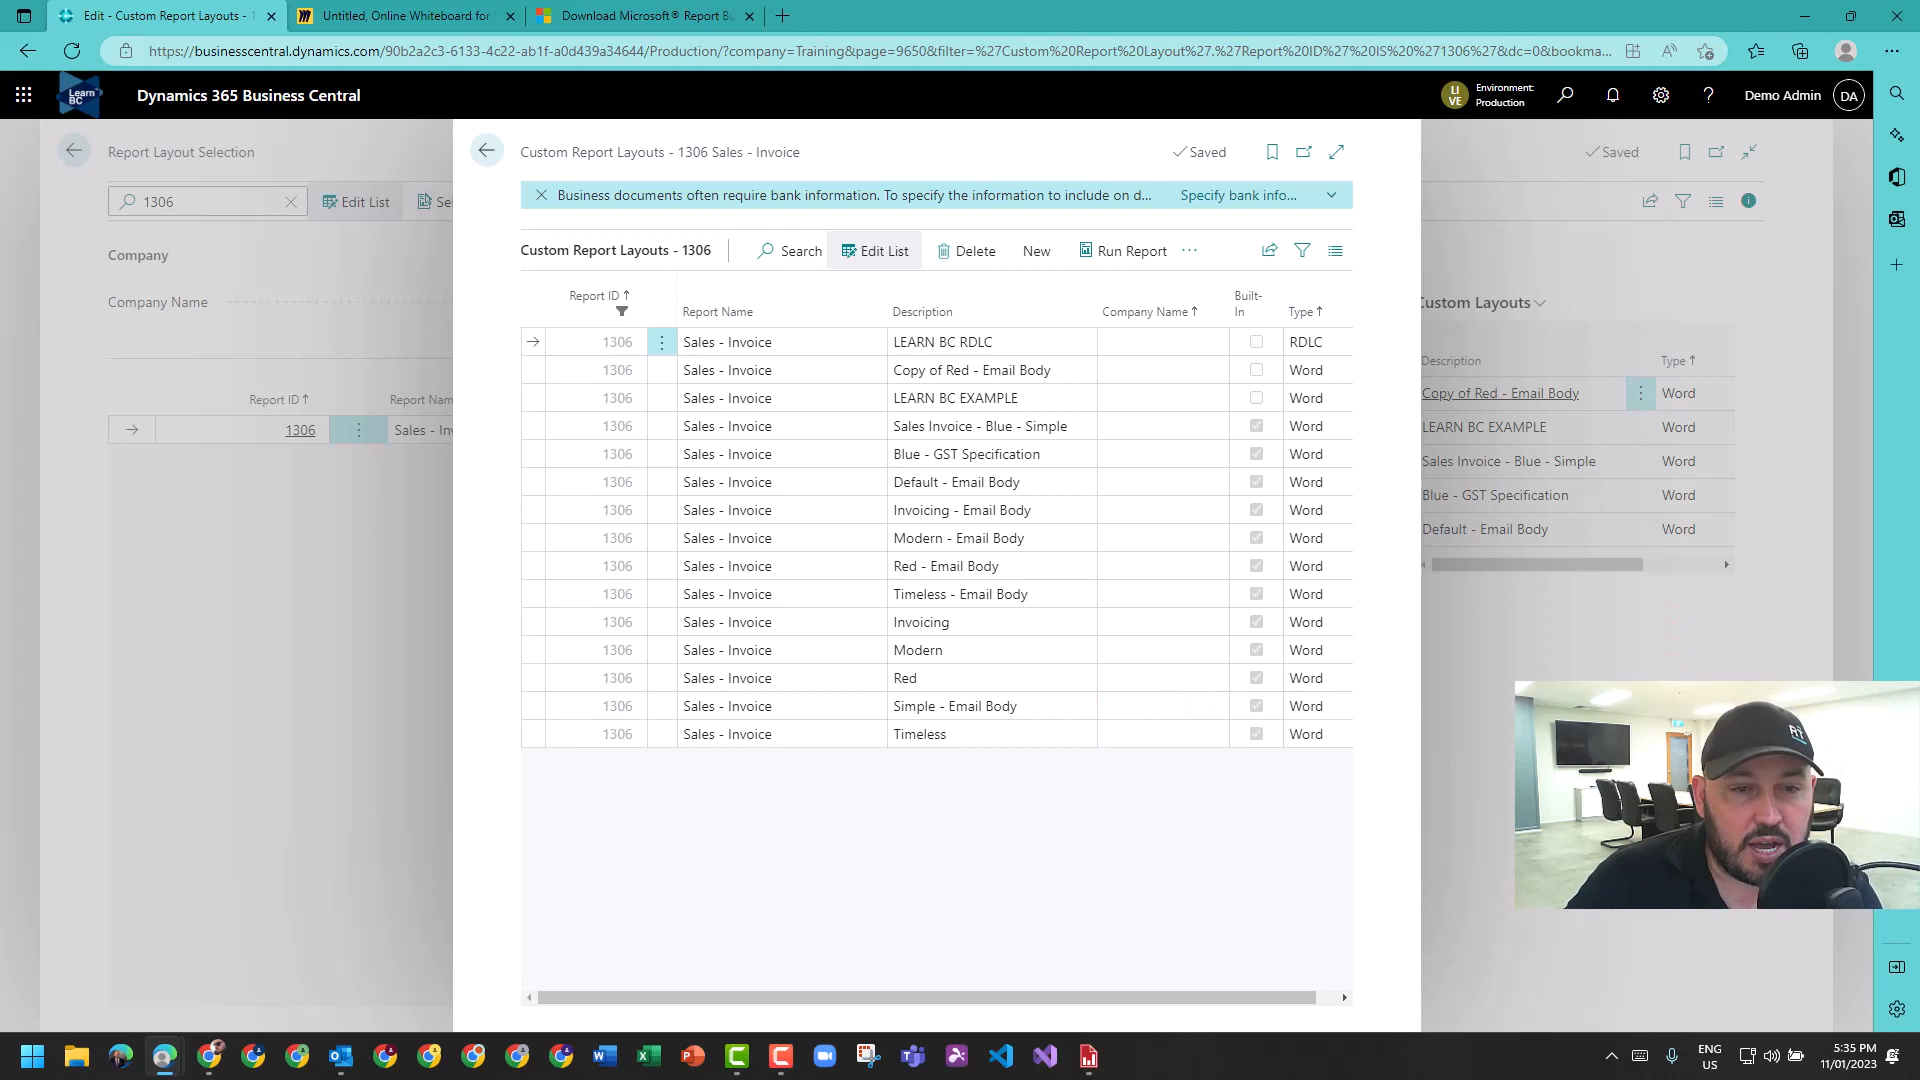 Edit - Custom Report Layouts - 1
Untitled, Online Whiteboard for
Download Microsoft® Report Bu
https://businesscentral.dynamics.com/90b2a2c3-6133-4c22-ab1f-a0d439a34644/Production/?company=Training&page=9650&filter=%27Custom%20Report%20Layout%27.%27Report%20ID%27%20IS%20%271306%27&dc=0&bookma...
Learn BC
Dynamics 365 Business Central
LIVE
Environment: Production
Demo Admin
DA
Report Layout Selection
1306
Edit List
Sel
Company
Company Name
Report ID↑
Report Nam
1306
Sales - Inv
Custom Report Layouts - 1306 Sales - Invoice
Saved
Business documents often require bank information. To specify the information to include on d...
Specify bank info...
Custom Report Layouts - 1306
Search
Edit List
Delete
New
Run Report
Report ID↑ Report Name Description Company Name↑ Built-In Type↑
1306 Sales - Invoice LEARN BC RDLC RDLC
1306 Sales - Invoice Copy of Red - Email Body Word
1306 Sales - Invoice LEARN BC EXAMPLE Word
1306 Sales - Invoice Sales Invoice - Blue - Simple Word
1306 Sales - Invoice Blue - GST Specification Word
1306 Sales - Invoice Default - Email Body Word
1306 Sales - Invoice Invoicing - Email Body Word
1306 Sales - Invoice Modern - Email Body Word
1306 Sales - Invoice Red - Email Body Word
1306 Sales - Invoice Timeless - Email Body Word
1306 Sales - Invoice Invoicing Word
1306 Sales - Invoice Modern Word
1306 Sales - Invoice Red Word
1306 Sales - Invoice Simple - Email Body Word
1306 Sales - Invoice Timeless Word
Saved
Custom Layouts
Description Type↑
Copy of Red - Email Body Word
LEARN BC EXAMPLE Word
Sales Invoice - Blue - Simple Word
Blue - GST Specification Word
Default - Email Body Word
ENG
US
5:35 PM
11/01/2023